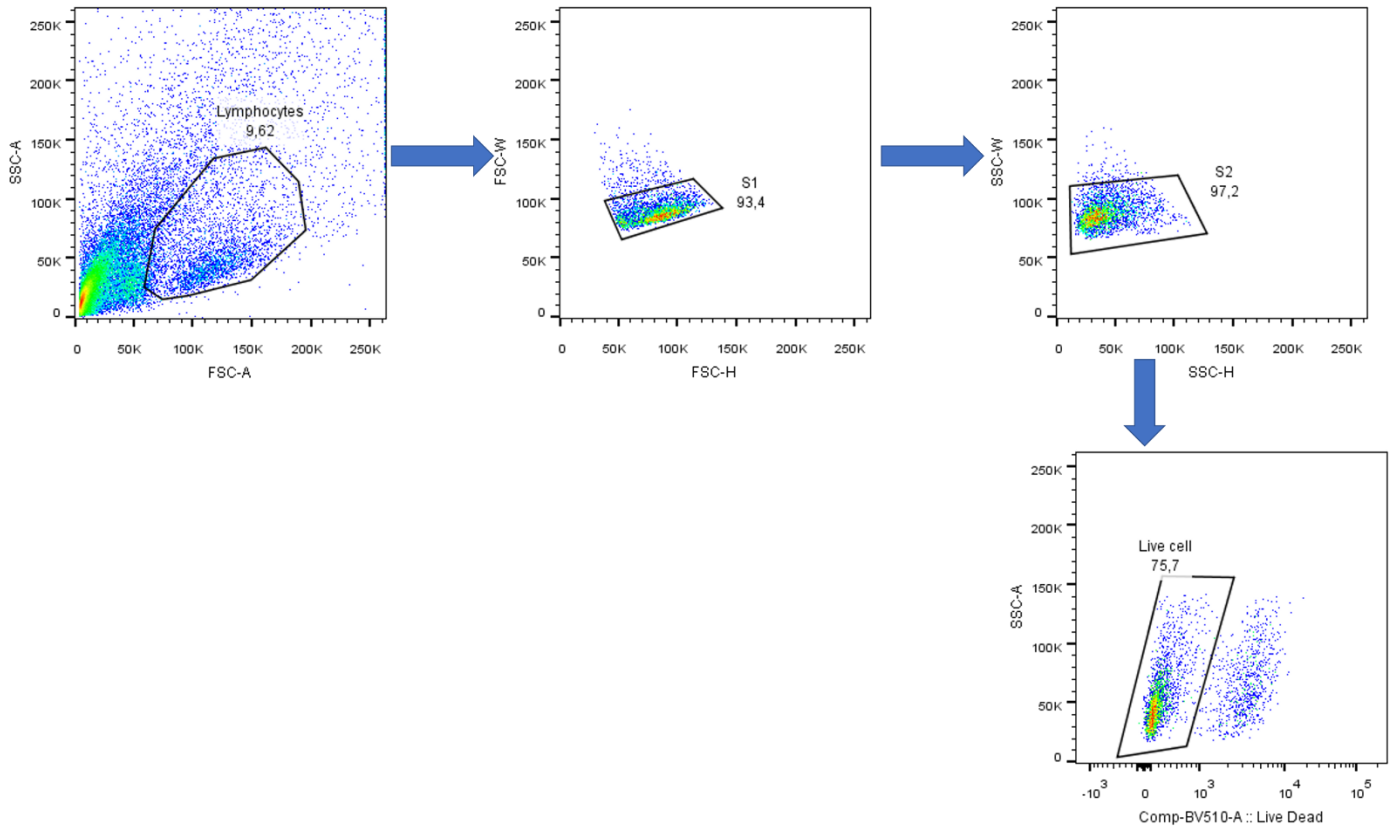 250K
200K
150K
100K
50K
0
SSC-A
Lymphocytes
9,62
0
50K
100K
150K
200K
250K
FSC-A
250K
200K
150K
100K
50K
0
FSC-W
S1
93,4
0
50K
100K
150K
200K
250K
FSC-H
250K
200K
150K
100K
50K
0
SSC-W
S2
97,2
0
50K
100K
150K
200K
250K
SSC-H
250K
200K
150K
100K
50K
0
SSC-A
Live cell
75,7
-10³
0
10³
10⁴
10⁵
Comp-BV510-A :: Live Dead